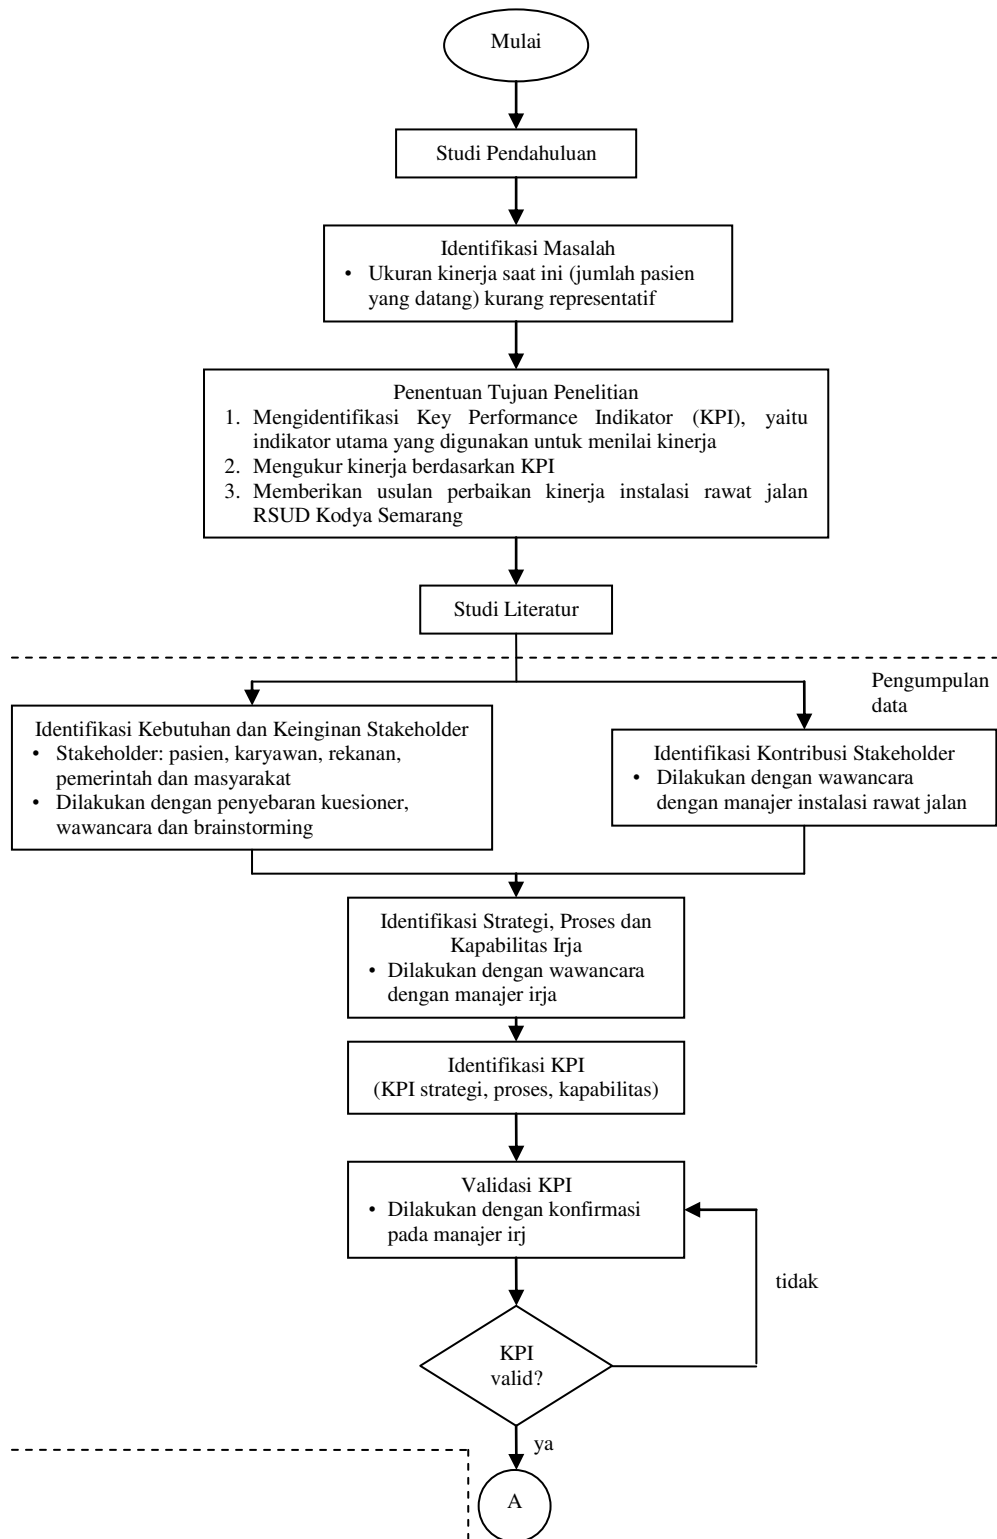 Mulai
Studi Pendahuluan
Identifikasi Masalah
• Ukuran kinerja saat ini (jumlah pasien
yang datang) kurang representatif
Penentuan Tujuan Penelitian
1. Mengidentifikasi Key Performance Indikator (KPI), yaitu
indikator utama yang digunakan untuk menilai kinerja
2. Mengukur kinerja berdasarkan KPI
3. Memberikan usulan perbaikan kinerja instalasi rawat jalan
RSUD Kodya Semarang
Studi Literatur
Pengumpulan
data
Identifikasi Kebutuhan dan Keinginan Stakeholder
• Stakeholder: pasien, karyawan, rekanan,
pemerintah dan masyarakat
• Dilakukan dengan penyebaran kuesioner,
wawancara dan brainstorming
Identifikasi Kontribusi Stakeholder
• Dilakukan dengan wawancara
dengan manajer instalasi rawat jalan
Identifikasi Strategi, Proses dan
Kapabilitas Irja
• Dilakukan dengan wawancara
dengan manajer irja
Identifikasi KPI
(KPI strategi, proses, kapabilitas)
Validasi KPI
• Dilakukan dengan konfirmasi
pada manajer irj
tidak
KPI
valid?
ya
A